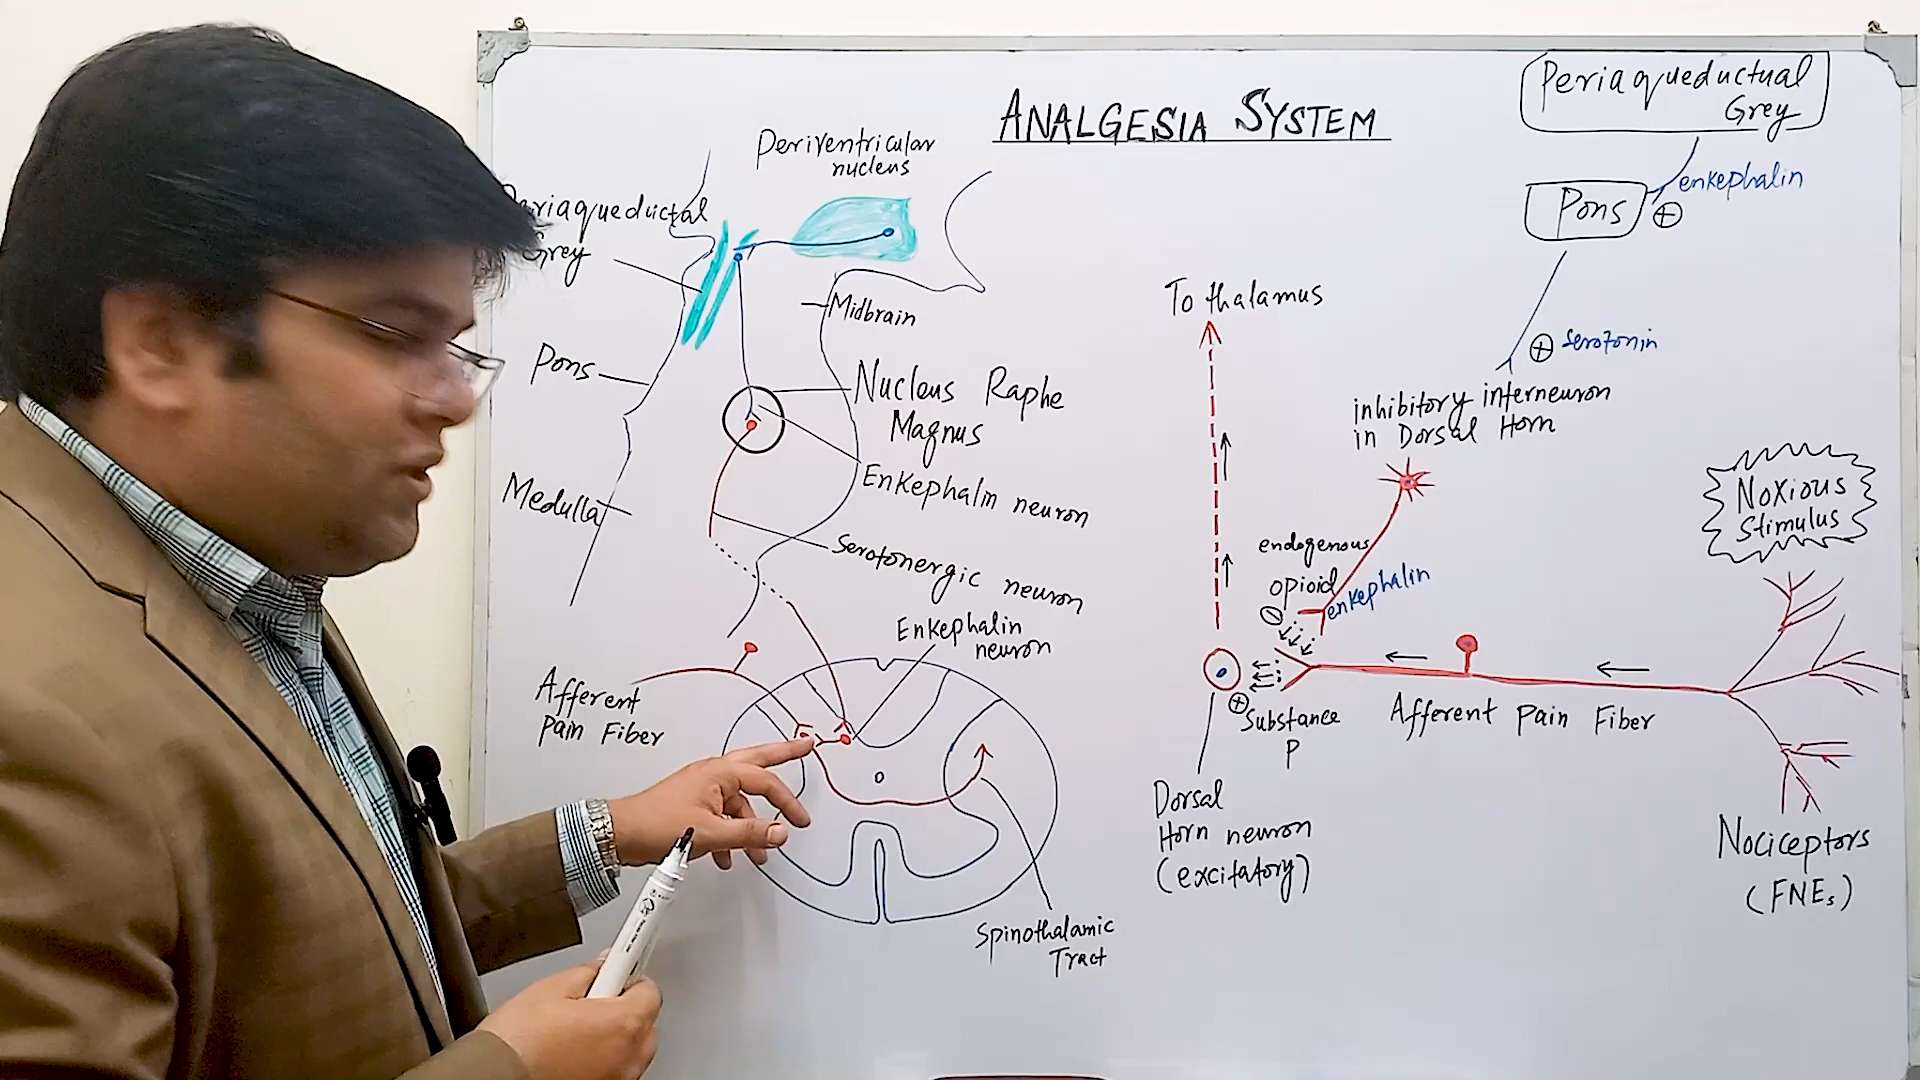 ANALGESIA SYSTEM
Periventricular
nucleus
Periaqueductal
Grey
Midbrain
Pons
Nucleus Raphe
Magnus
Enkephalin neuron
Medulla
Serotonergic neuron
Enkephalin
neuron
Afferent
Pain Fiber
Spinothalamic
Tract
Periaqueductual
Grey
enkephalin
Pons +
+ serotonin
To thalamus
inhibitory interneuron
in Dorsal Horn
endogenous
opioid
enkephalin
Noxious
Stimulus
+ Substance
P
Afferent Pain Fiber
Dorsal
Horn neuron
(excitatory)
Nociceptors
(FNEs)